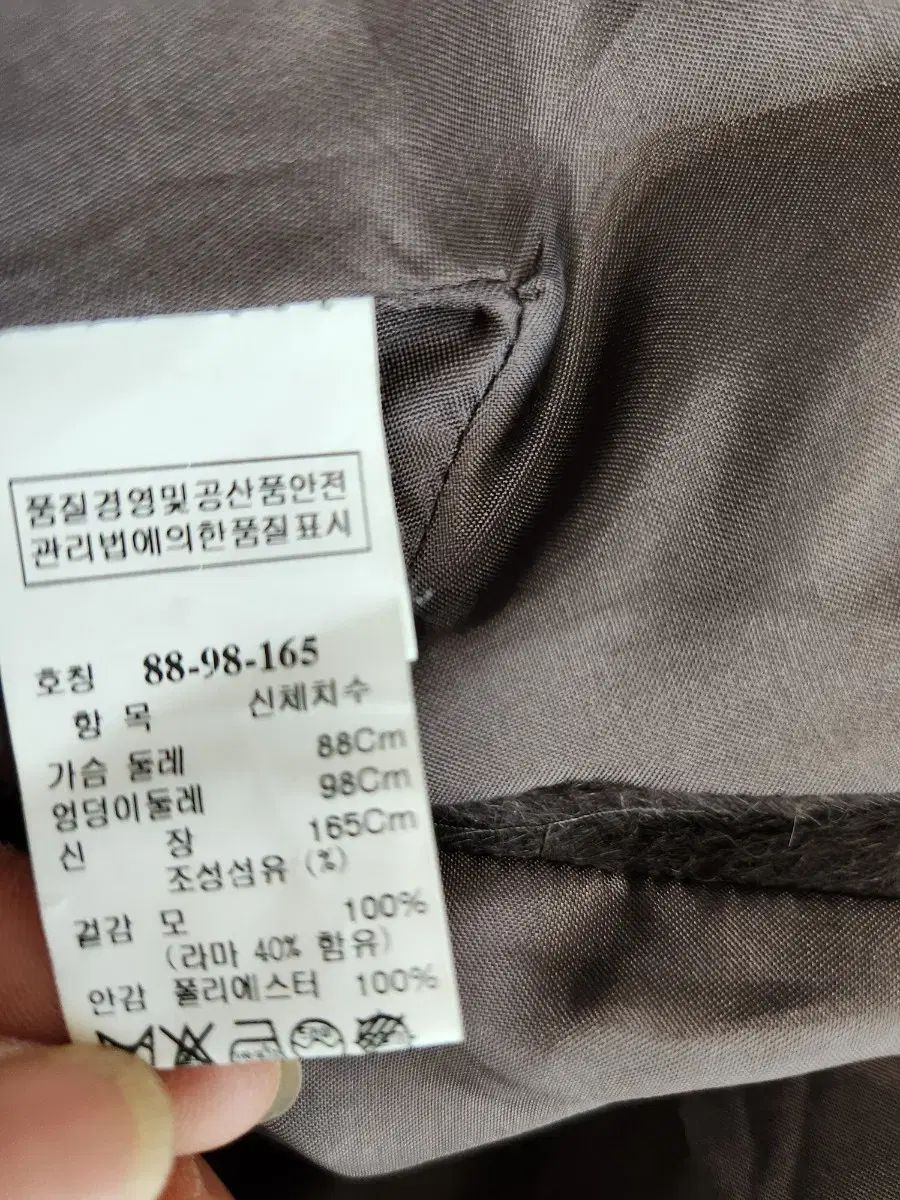 품질경영및공산품안전
관리법에의한품질표시
호칭 88-98-165
항 목 신체치수
가슴 둘레 88Cm
엉덩이둘레 98Cm
신 장 165Cm
조성섬유 (%)
겉감 모 100%
(라마 40% 함유)
안감 폴리에스터 100%